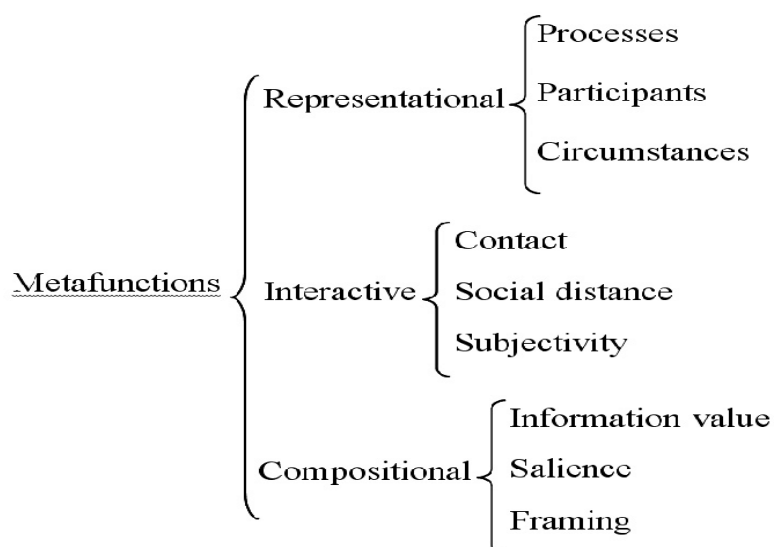 Processes
Representational
Participants
Circumstances
Contact
Metafunctions
Interactive
Social distance
Subjectivity
Information value
Compositional
Salience
Framing